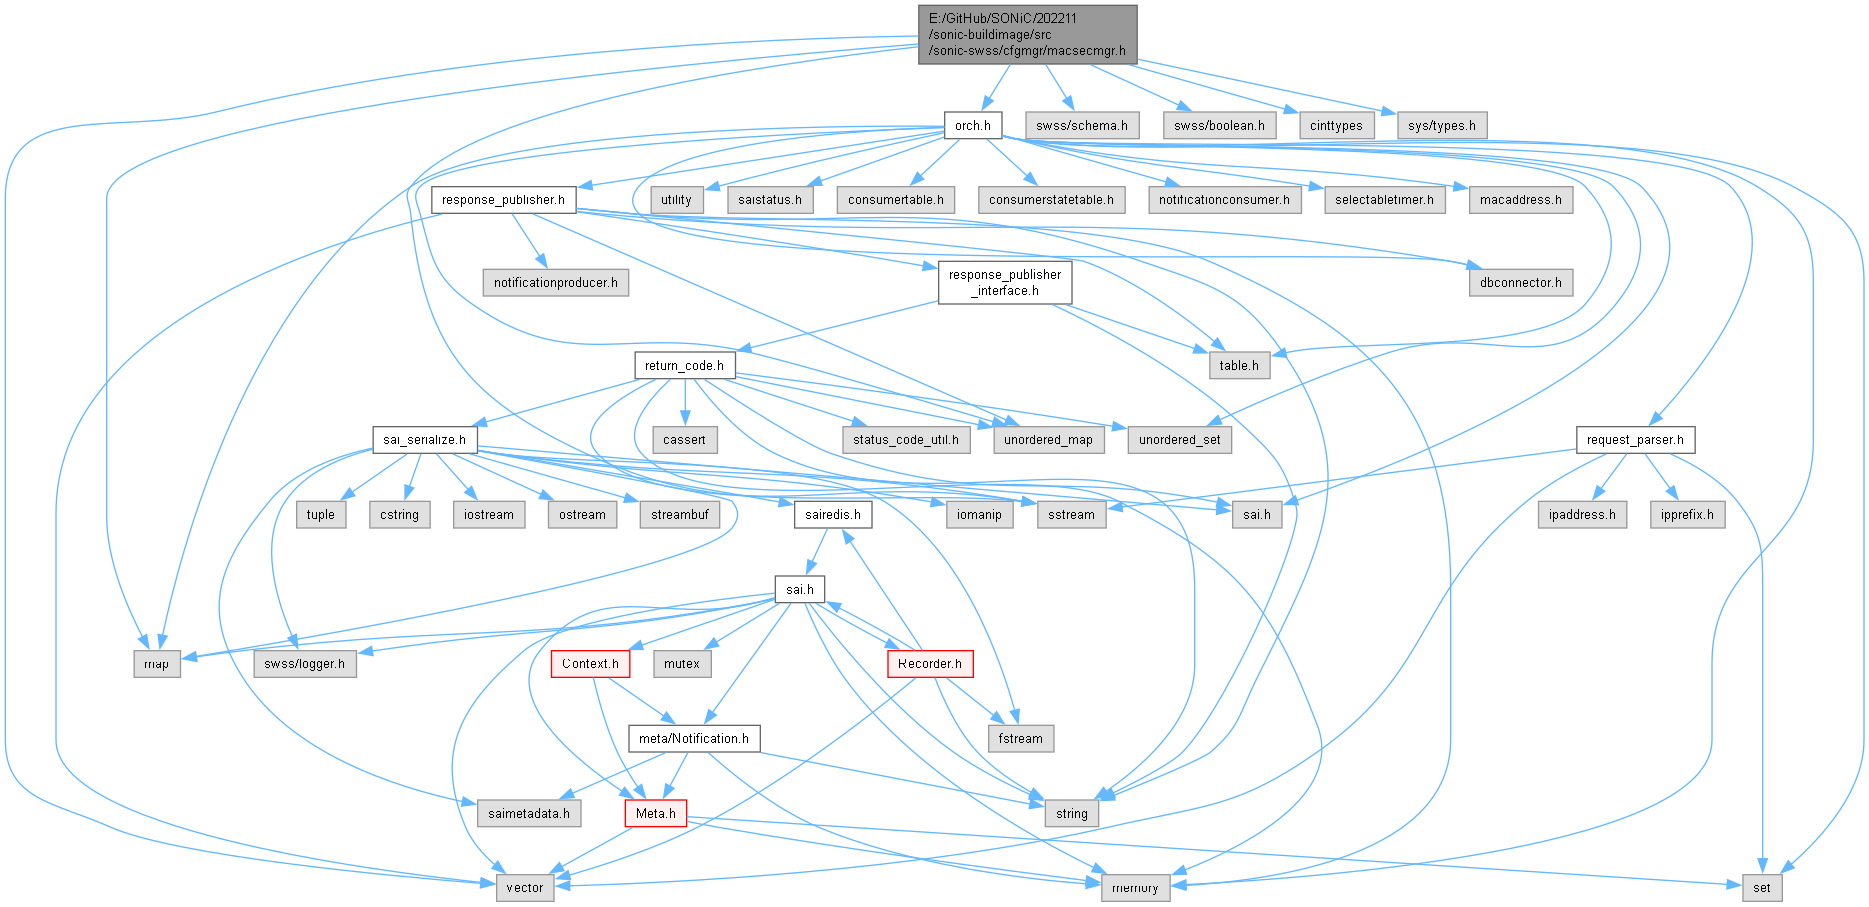 E:/GitHub/SONiC/202211
/sonic-buildimage/src
/sonic-swss/cfgmgr/macsecmgr.h
orch.h
swss/schema.h
swss/boolean.h
cinttypes
sys/types.h
response_publisher.h
utility
saistatus.h
consumertable.h
consumerstatetable.h
notificationconsumer.h
selectabletimer.h
macaddress.h
notificationproducer.h
response_publisher
_interface.h
dbconnector.h
return_code.h
table.h
sai_serialize.h
cassert
status_code_util.h
unordered_map
unordered_set
request_parser.h
tuple
cstring
iostream
ostream
streambuf
sairedis.h
iomanip
sstream
sai.h
ipaddress.h
ipprefix.h
sai.h
map
swss/logger.h
Context.h
mutex
Recorder.h
meta/Notification.h
fstream
saimetadata.h
Meta.h
string
vector
memory
set